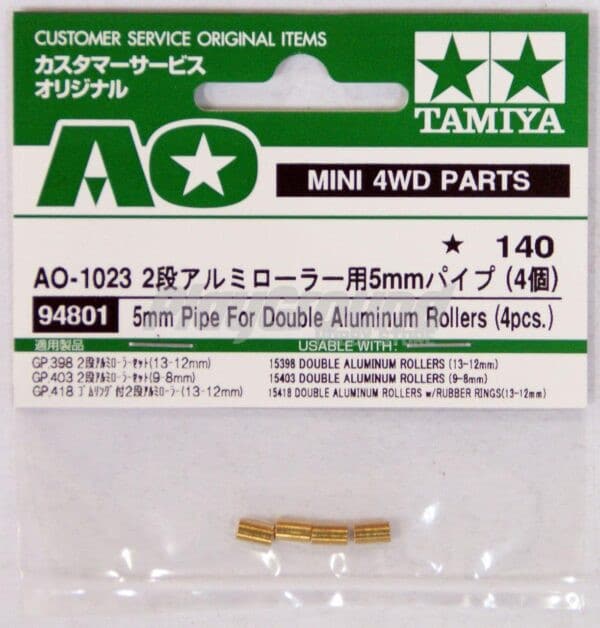 CUSTOMER SERVICE ORIGINAL ITEMS
カスタマーサービス
オリジナル
TAMIYA
AO
MINI 4WD PARTS
★ 140
AO-1023 2段アルミローラー用5mmパイプ (4個)
94801 5mm Pipe For Double Aluminum Rollers (4pcs.)
適用製品 USABLE WITH:
GP.398 2段ｱﾙﾐﾛｰﾗｰｾｯﾄ(13-12mm) 15398 DOUBLE ALUMINUM ROLLERS (13-12mm)
GP.403 2段ｱﾙﾐﾛｰﾗｰｾｯﾄ(9-8mm) 15403 DOUBLE ALUMINUM ROLLERS (9-8mm)
GP.418 ｺﾞﾑﾘﾝｸﾞ付2段ｱﾙﾐﾛｰﾗｰ(13-12mm) 15418 DOUBLE ALUMINUM ROLLERS w/RUBBER RINGS(13-12mm)